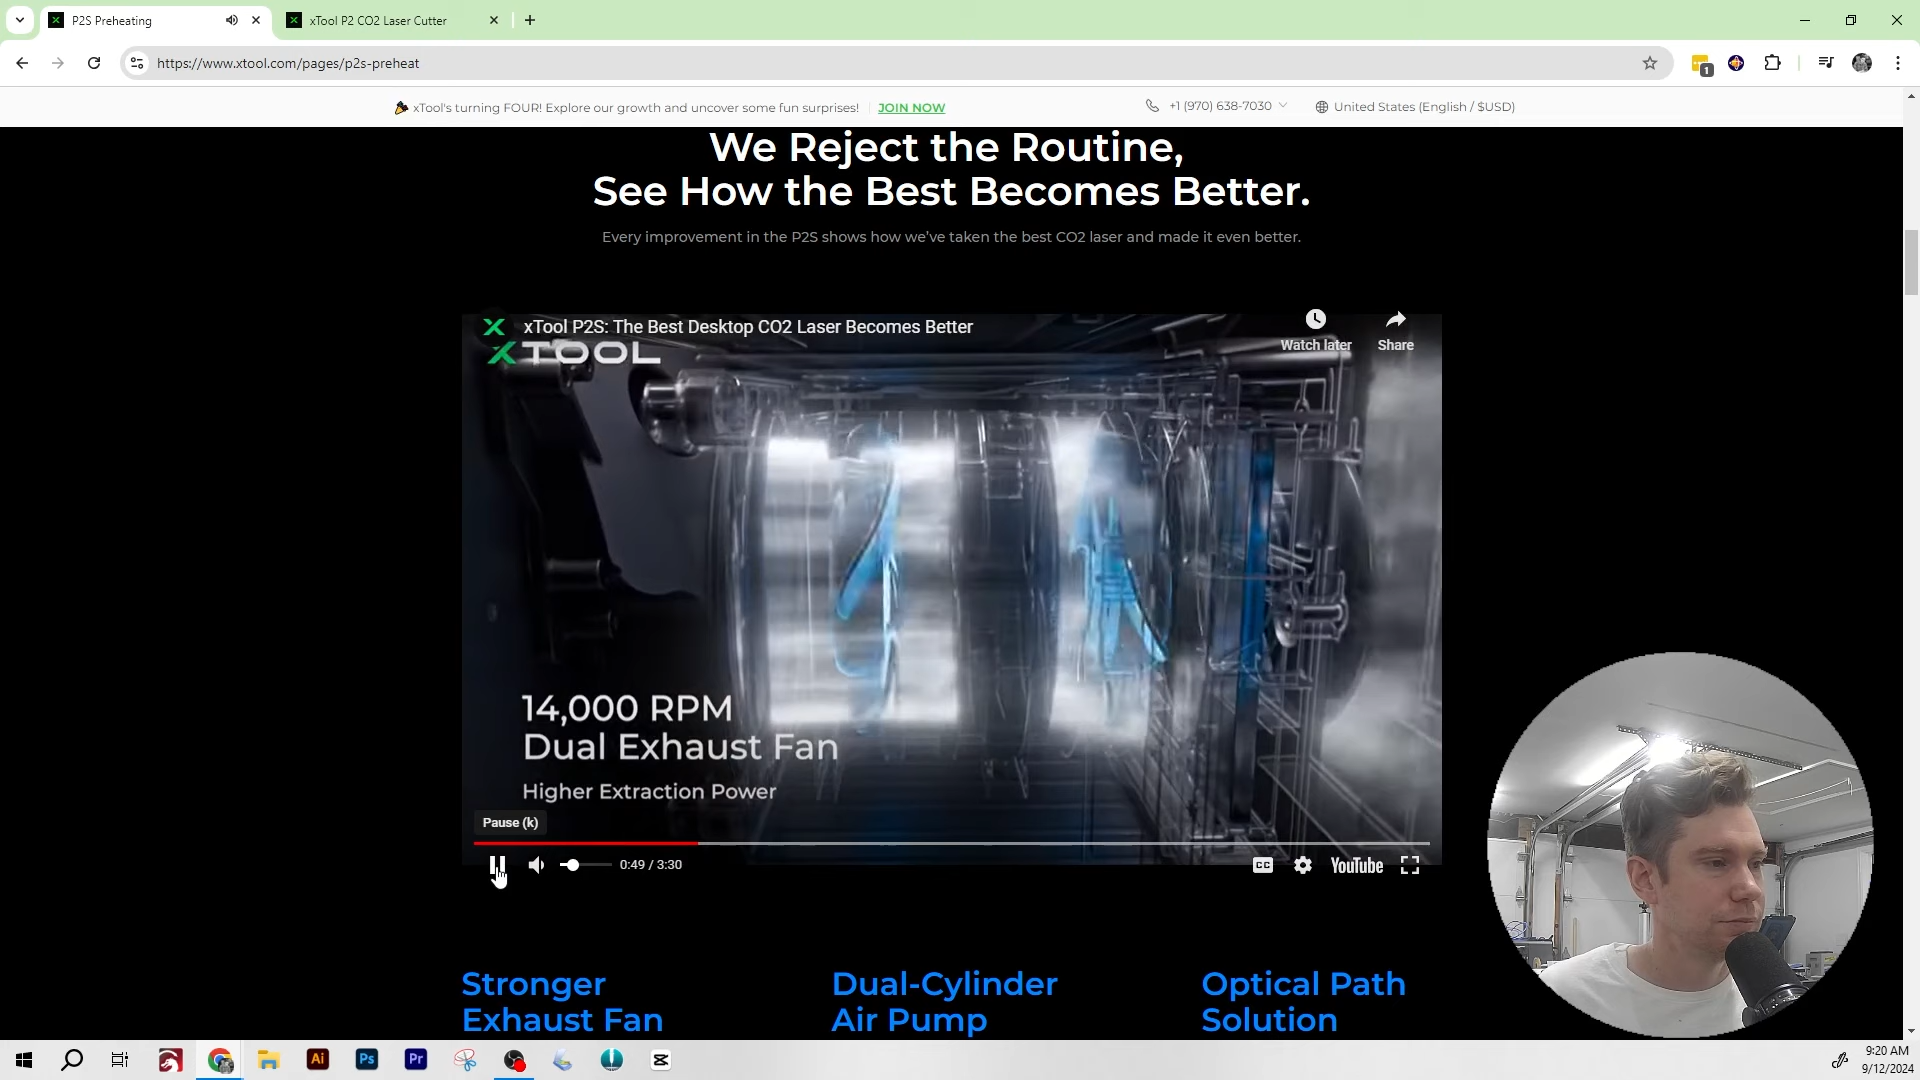 P2S Preheating
xTool P2 CO2 Laser Cutter
https://www.xtool.com/pages/p2s-preheat
1
xTool's turning FOUR! Explore our growth and uncover some fun surprises! JOIN NOW
+1 (970) 638-7030
United States (English / $USD)
We Reject the Routine,
See How the Best Becomes Better.
Every improvement in the P2S shows how we've taken the best CO2 laser and made it even better.
xTool P2S: The Best Desktop CO2 Laser Becomes Better
XTOOL
Watch later
Share
14,000 RPM
Dual Exhaust Fan
Higher Extraction Power
Pause (k)
0:49 / 3:30
CC
YouTube
Stronger
Exhaust Fan
Dual-Cylinder
Air Pump
Optical Path
Solution
Ai
Ps
Pr
9:20 AM
9/12/2024